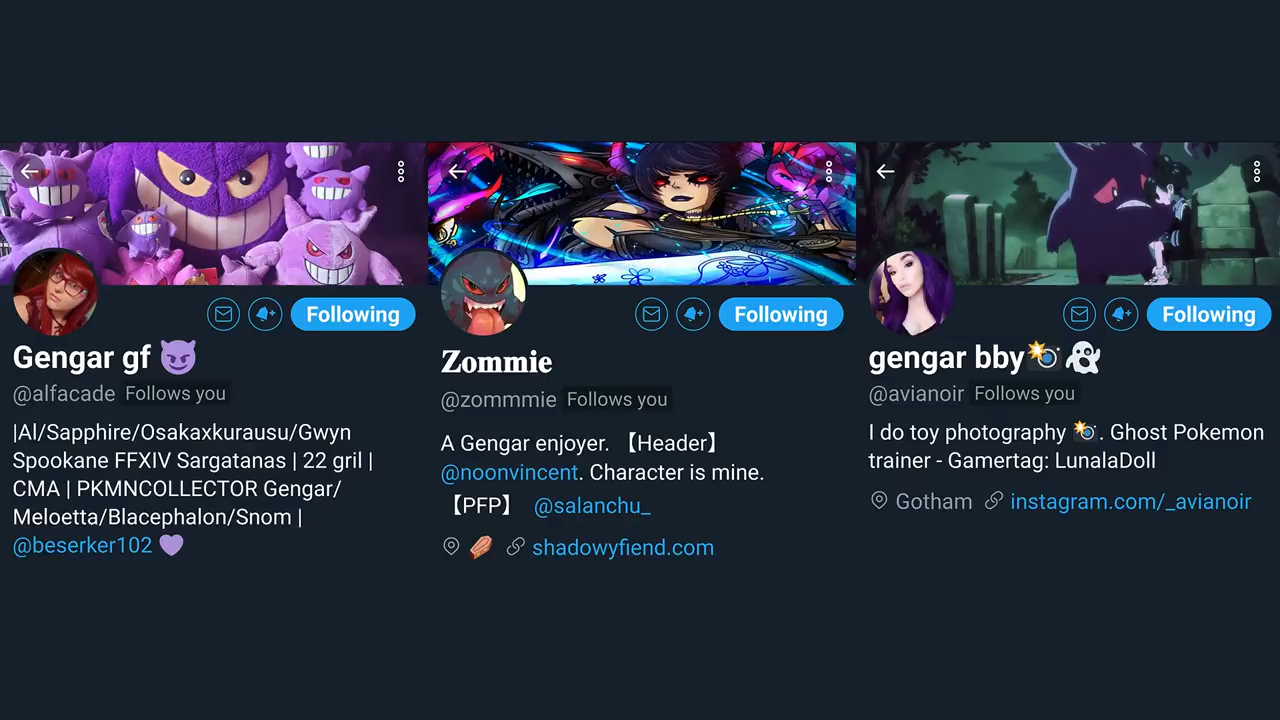 Following
Gengar gf 😈
@alfacade Follows you
|Al/Sapphire/Osakaxkurausu/Gwyn
Spookane FFXIV Sargatanas | 22 gril |
CMA | PKMNCOLLECTOR Gengar/
Meloetta/Blacephalon/Snom |
@beserker102 💜
Following
Zommie
@zommmie Follows you
A Gengar enjoyer. 【Header】
@noonvincent. Character is mine.
【PFP】 @salanchu_
⚰️ shadowyfiend.com
Following
gengar bby📸👻
@avianoir Follows you
I do toy photography 📸. Ghost Pokemon
trainer - Gamertag: LunalaDoll
Gotham instagram.com/_avianoir